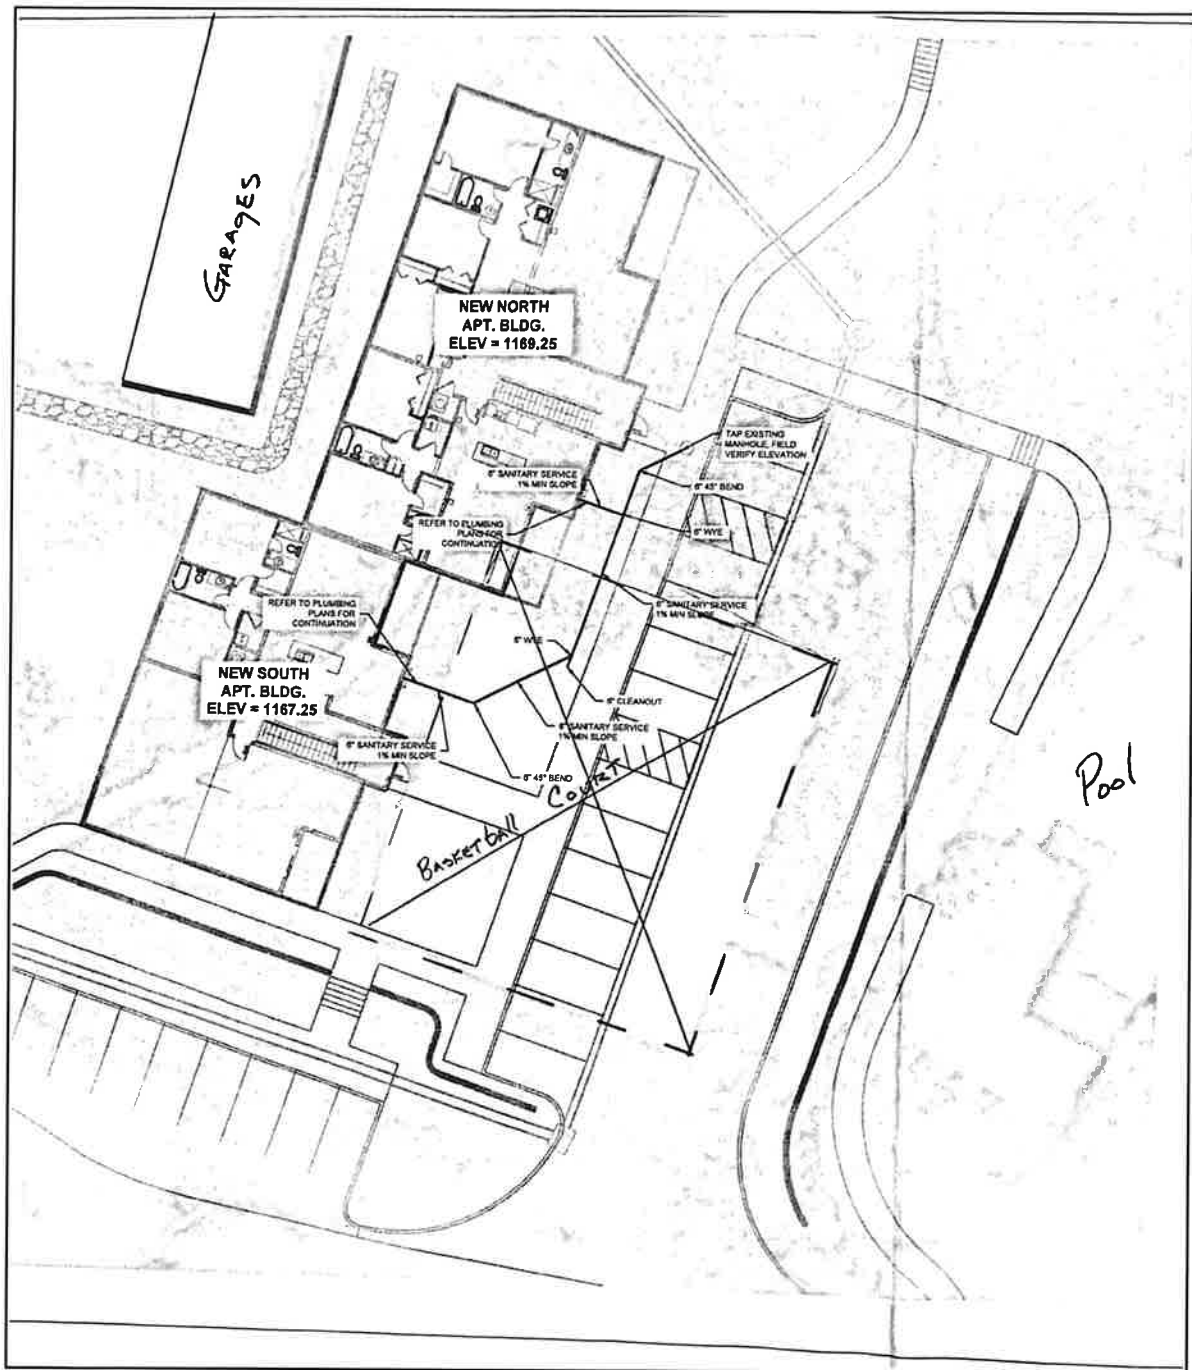 GARAGES
NEW NORTH
APT. BLDG.
ELEV = 1169.25
TAP EXISTING
MANHOLE, FIELD
VERIFY ELEVATION
6" SANITARY SERVICE
1% MIN SLOPE
6" 45° BEND
REFER TO PLUMBING
PLANS FOR
CONTINUATION
6" WYE
REFER TO PLUMBING
PLANS FOR
CONTINUATION
6" SANITARY SERVICE
1% MIN SLOPE
6" WYE
NEW SOUTH
APT. BLDG.
ELEV = 1167.25
6" CLEANOUT
6" SANITARY SERVICE
1% MIN SLOPE
6" SANITARY SERVICE
1% MIN SLOPE
6" 45° BEND
Pool
BASKETball COURT